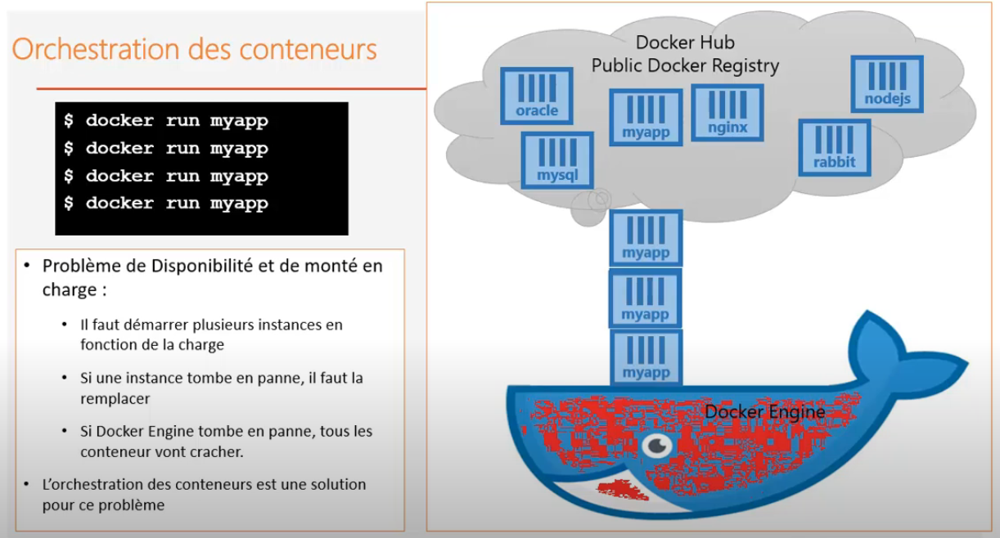 Orchestration des conteneurs
$ docker run myapp
$ docker run myapp
$ docker run myapp
$ docker run myapp
• Problème de Disponibilité et de monté en
charge :
• Il faut démarrer plusieurs instances en
fonction de la charge
• Si une instance tombe en panne, il faut la
remplacer
• Si Docker Engine tombe en panne, tous les
conteneur vont cracher.
• L'orchestration des conteneurs est une solution
pour ce problème
Docker Hub
Public Docker Registry
oracle
myapp
nginx
nodejs
mysql
rabbit
myapp
myapp
myapp
Docker Engine